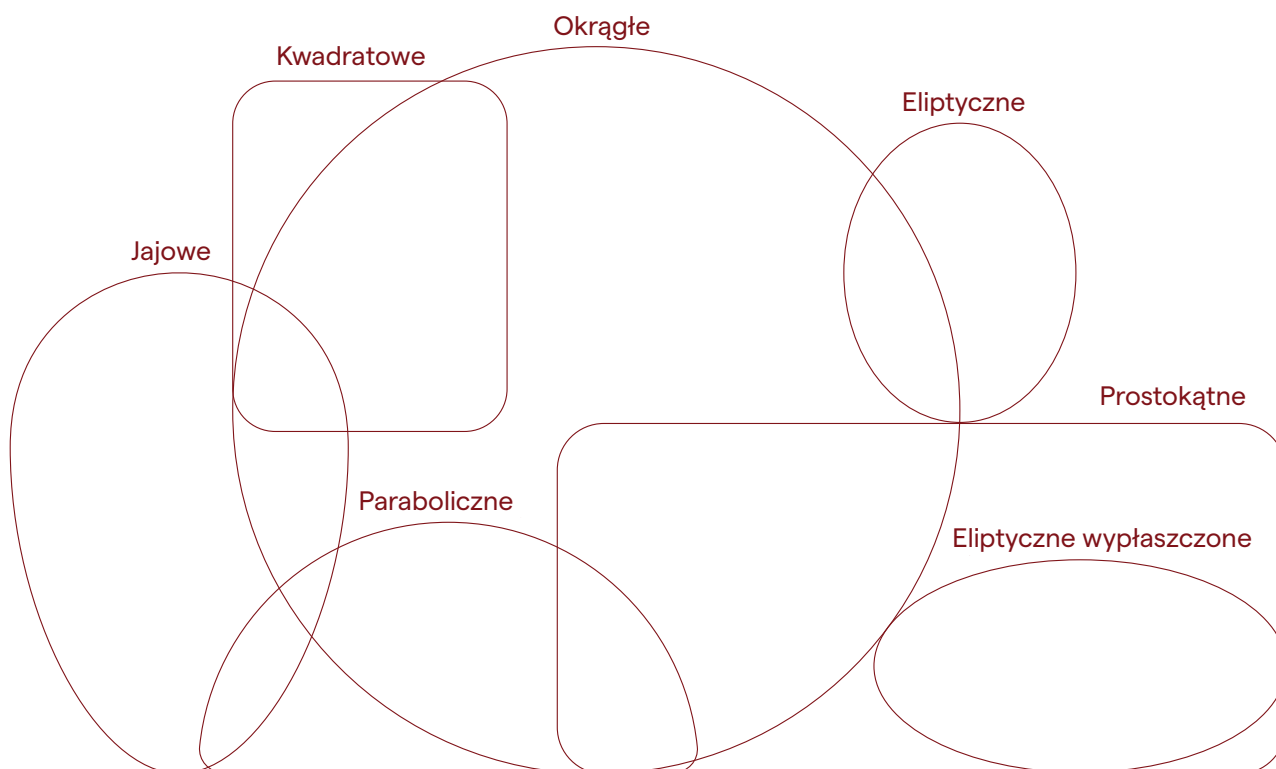 Okrągłe
Kwadratowe
Eliptyczne
Jajowe
Prostokątne
Paraboliczne
Eliptyczne wypłaszczone